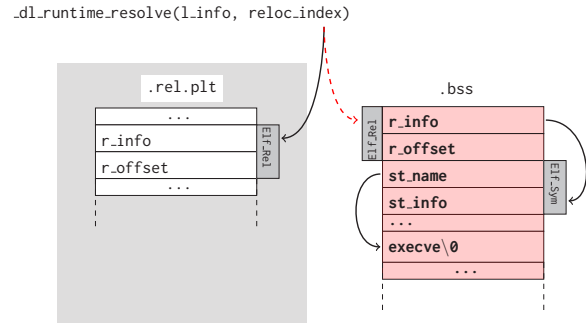 _dl_runtime_resolve(l_info, reloc_index)
.rel.plt
...
r_info
r_offset
...
Elf_Rel
.bss
Elf_Rel
r_info
r_offset
st_name
st_info
...
execve\0
...
Elf_Sym